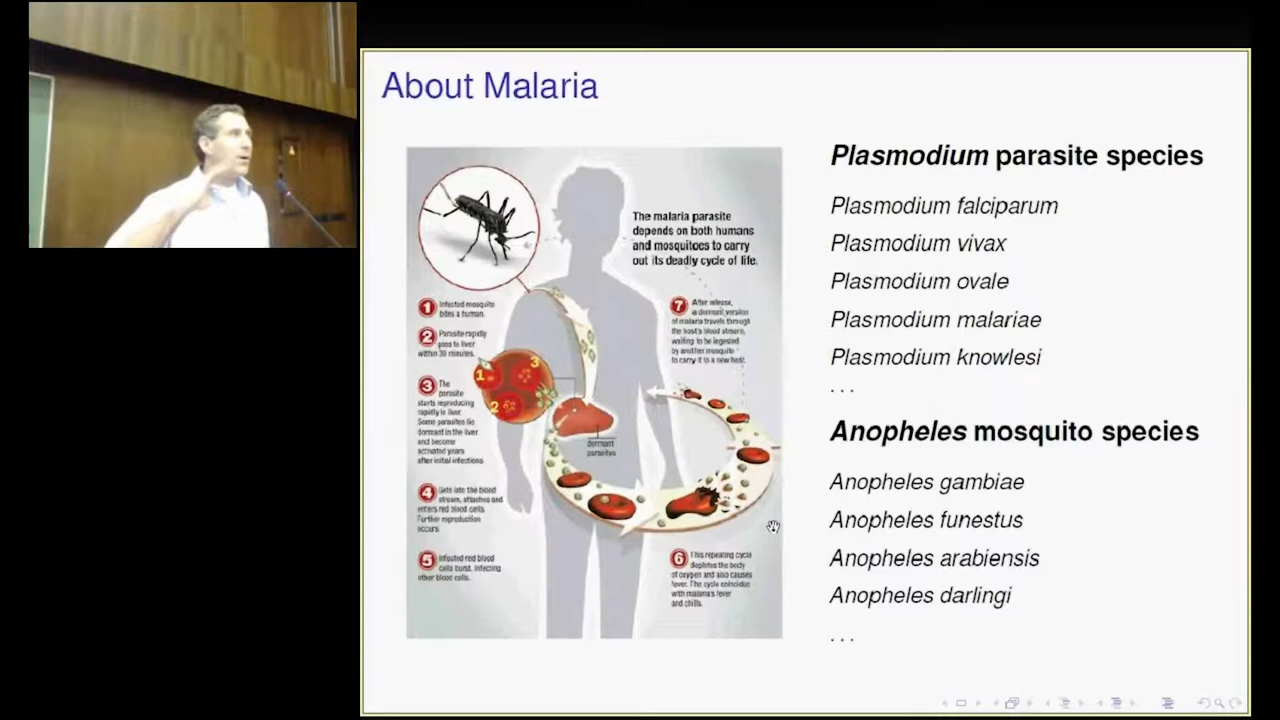 About Malaria
The malaria parasite
depends on both humans
and mosquitoes to carry
out its deadly cycle of life.
1 Infected mosquito
bites a human.
2 Parasite rapidly
goes to liver
within 30 minutes.
3 The
parasite
starts reproducing
rapidly in liver.
Some parasites lie
dormant in the liver
and become
activated years
after initial infections.
4 Gets into the blood
stream, attaches and
enters red blood cells.
Further reproduction
occurs.
5 Infected red blood
cells burst, infecting
other blood cells.
1
3
2
dormant
parasites
7 After release,
a dormant version
of malaria travels through
the host's blood stream,
waiting to be ingested
by another mosquito
to carry it to a new host.
6 This repeating cycle
depletes the body
of oxygen and also causes
fever. The cycle coincides
with malaria's fever
and chills.
Plasmodium parasite species
Plasmodium falciparum
Plasmodium vivax
Plasmodium ovale
Plasmodium malariae
Plasmodium knowlesi
. . .
Anopheles mosquito species
Anopheles gambiae
Anopheles funestus
Anopheles arabiensis
Anopheles darlingi
. . .